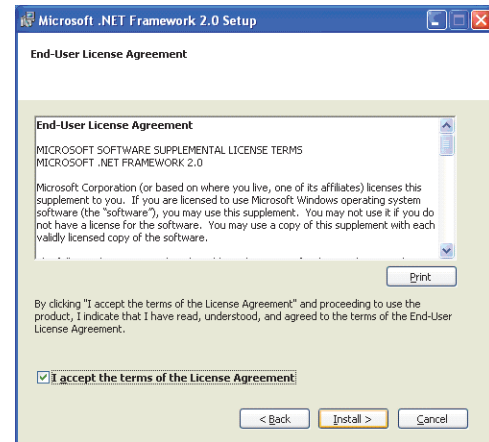 Microsoft .NET Framework 2.0 Setup
End-User License Agreement
End-User License Agreement
MICROSOFT SOFTWARE SUPPLEMENTAL LICENSE TERMS
MICROSOFT .NET FRAMEWORK 2.0
Microsoft Corporation (or based on where you live, one of its affiliates) licenses this
supplement to you. If you are licensed to use Microsoft Windows operating system
software (the “software”), you may use this supplement. You may not use it if you do
not have a license for the software. You may use a copy of this supplement with each
validly licensed copy of the software.
Print
By clicking "I accept the terms of the License Agreement" and proceeding to use the
product, I indicate that I have read, understood, and agreed to the terms of the End-User
License Agreement.
I accept the terms of the License Agreement
< Back Install > Cancel